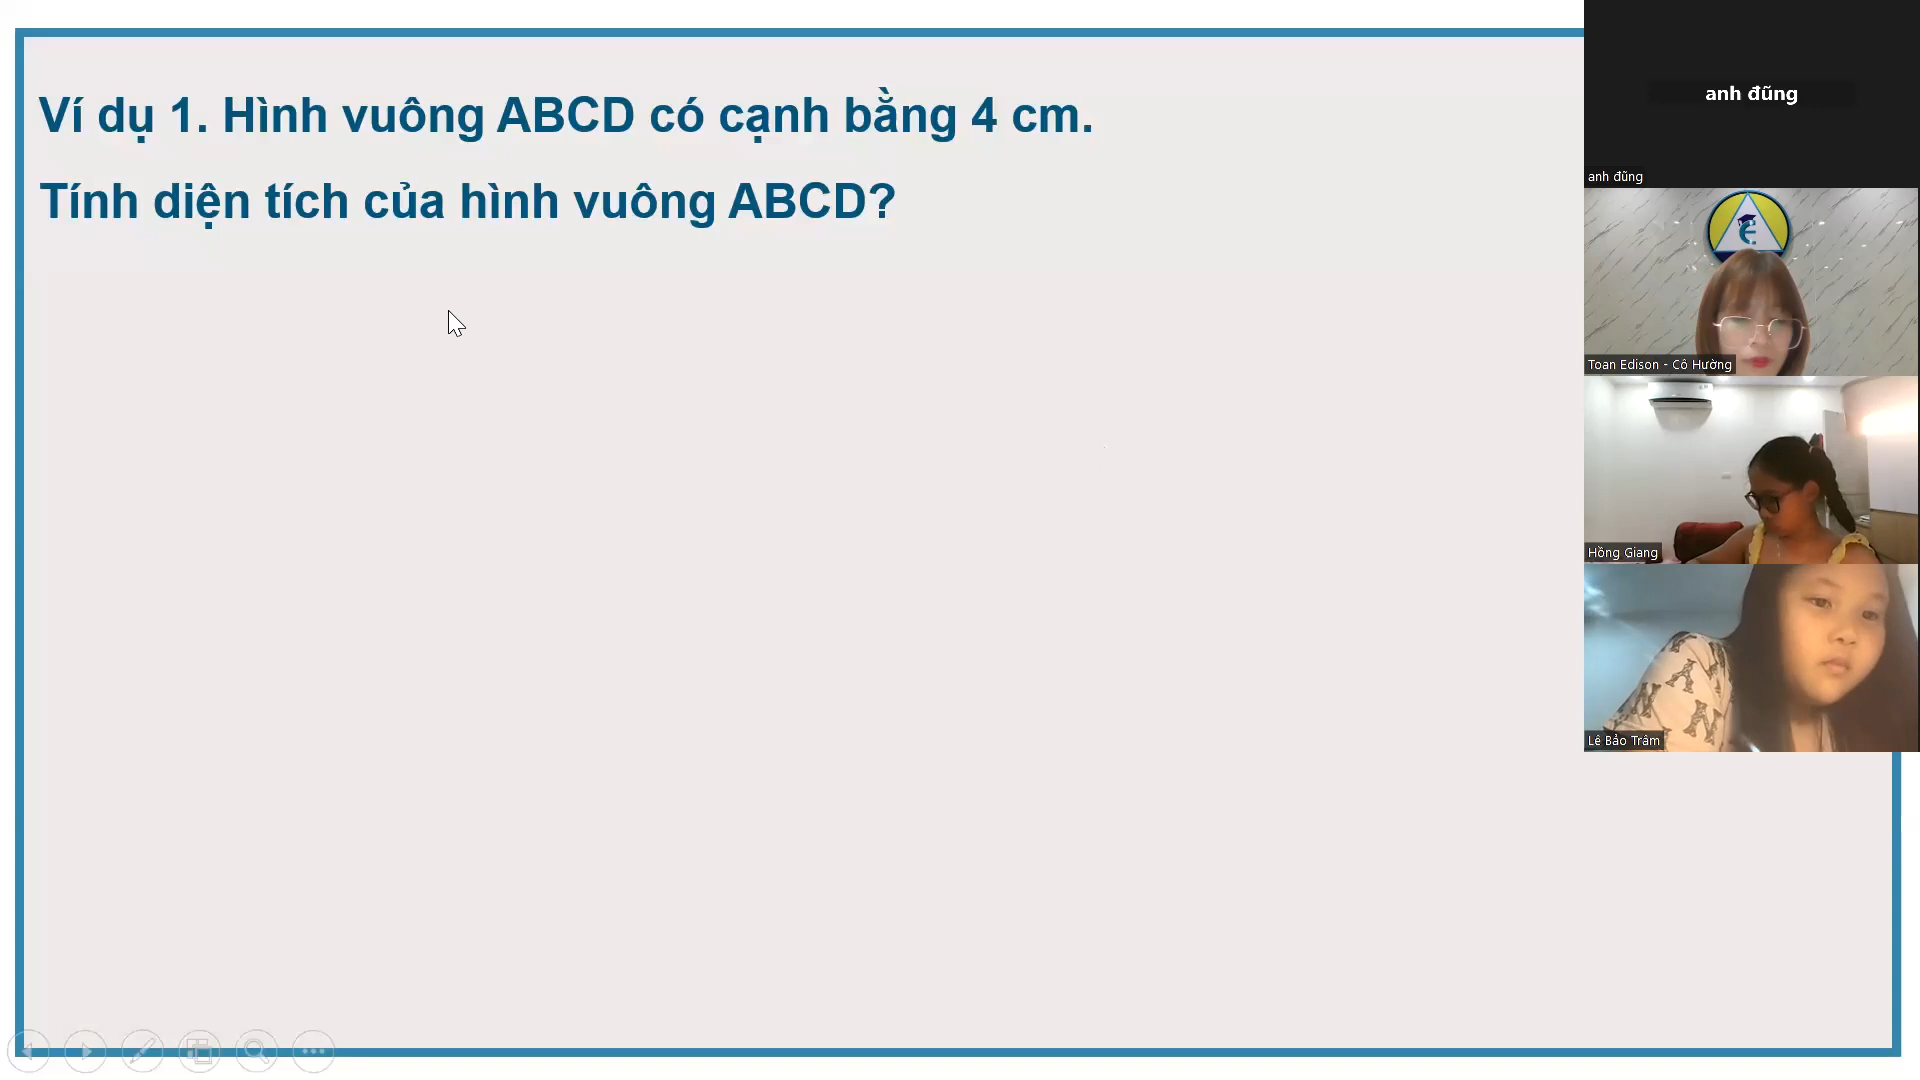 Ví dụ 1. Hình vuông ABCD có cạnh bằng 4 cm.
Tính diện tích của hình vuông ABCD?
anh đũng
anh đũng
Toan Edison - Cô Hường
Hồng Giang
Lê Bảo Trâm